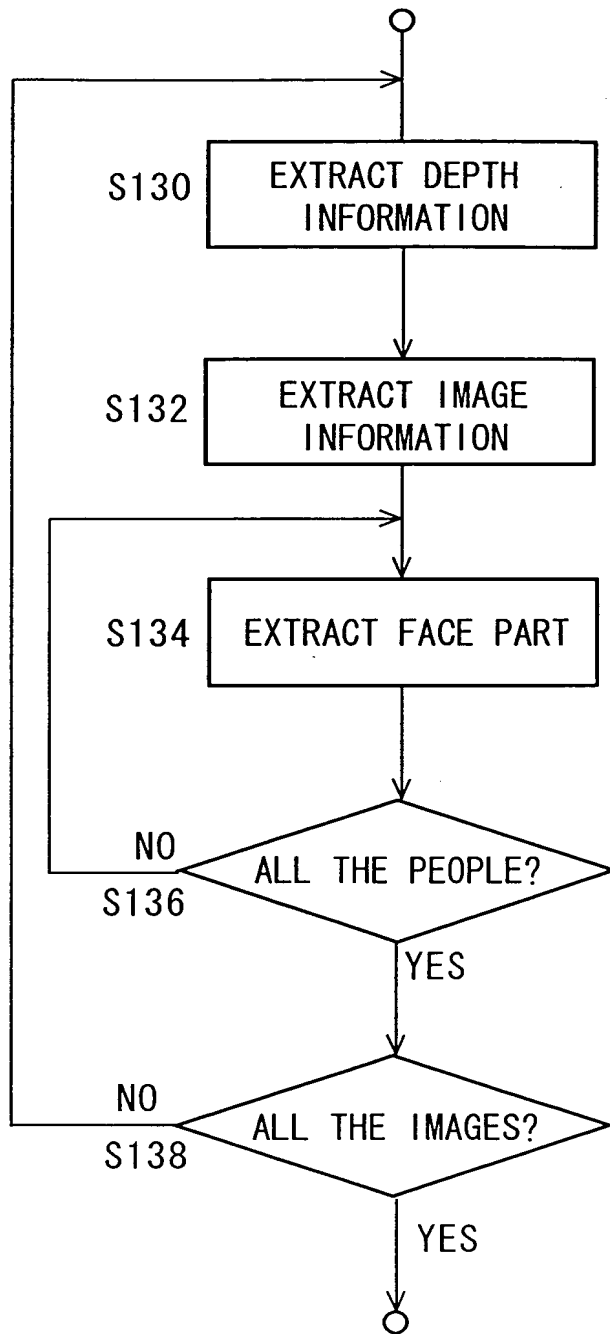 S130
EXTRACT DEPTH
INFORMATION
S132
EXTRACT IMAGE
INFORMATION
S134
EXTRACT FACE PART
NO
S136
ALL THE PEOPLE?
YES
NO
S138
ALL THE IMAGES?
YES